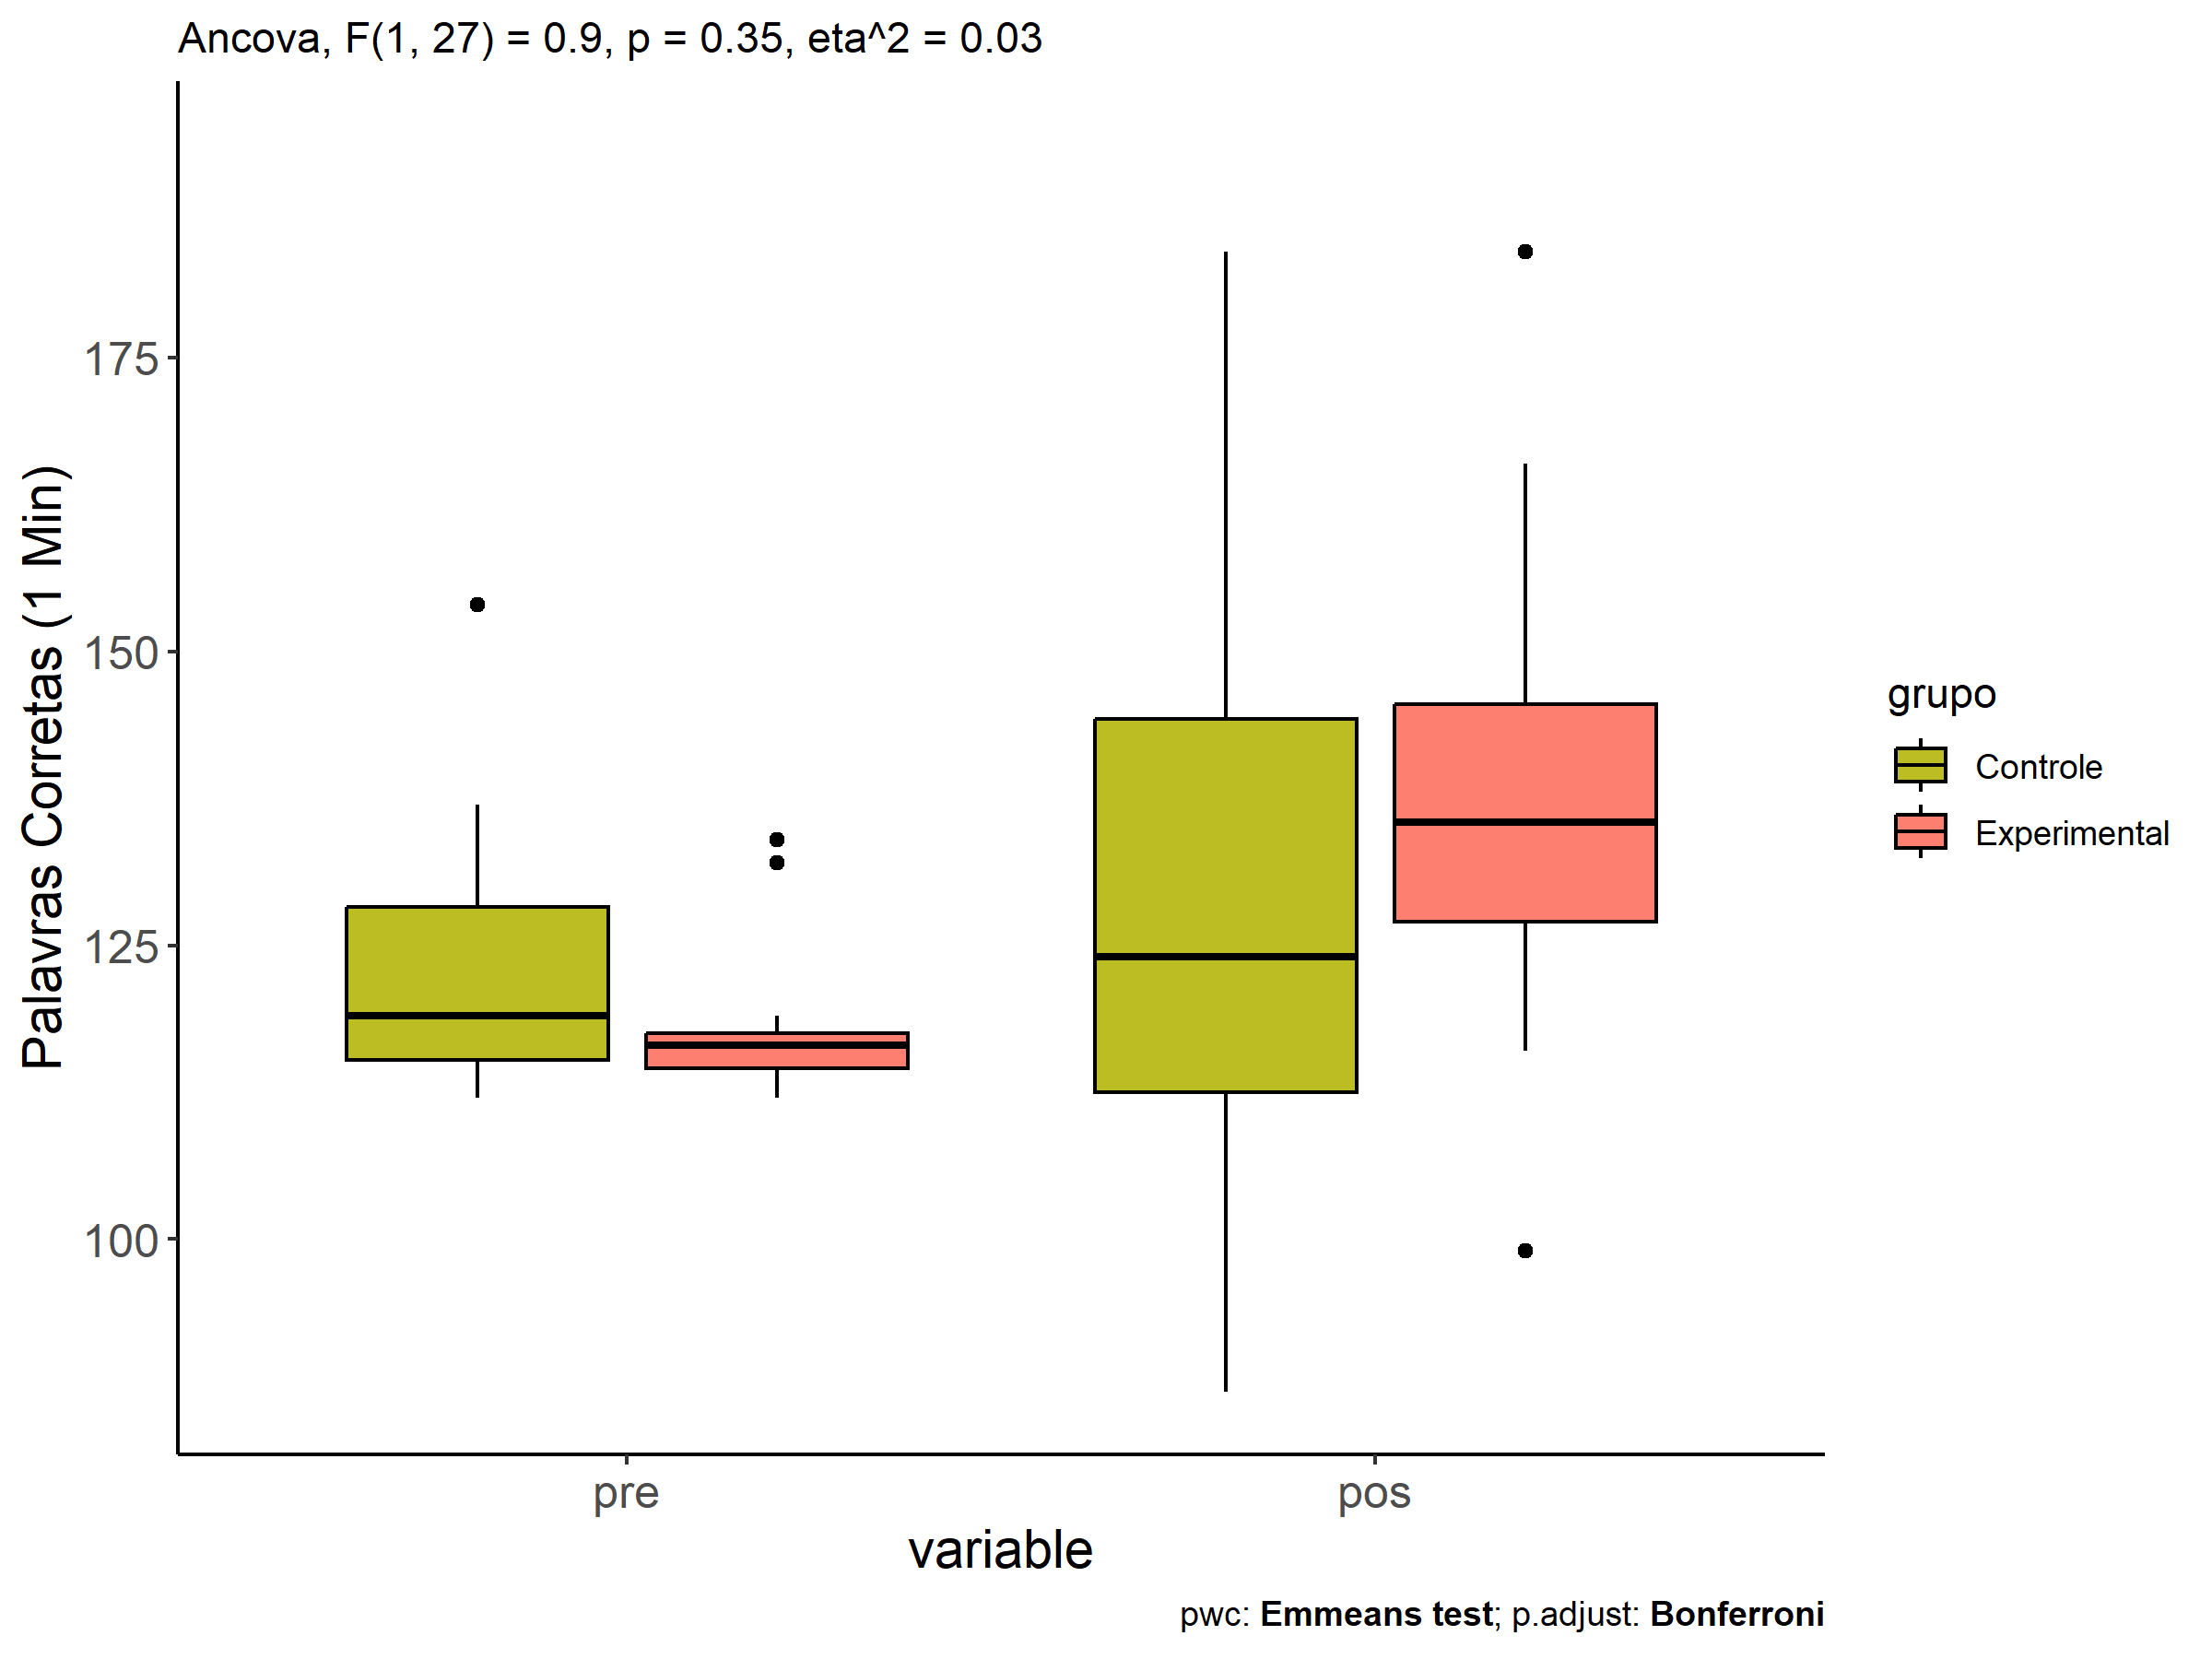 Ancova, F(1, 27) = 0.9, p = 0.35, eta^2 = 0.03
Palavras Corretas (1 Min)
175
150
125
100
pre
pos
variable
grupo
Controle
Experimental
pwc: Emmeans test; p.adjust: Bonferroni